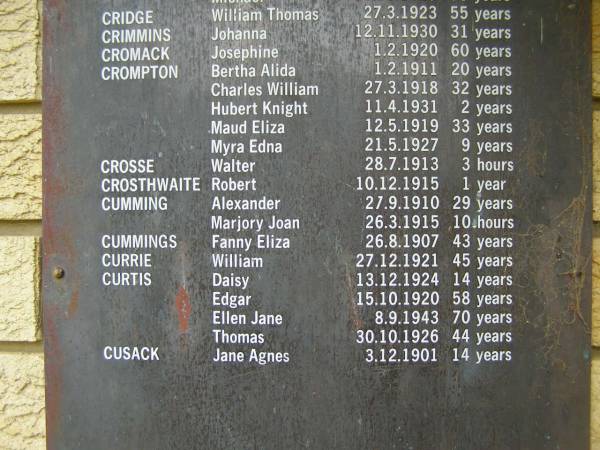 CRIDGE William Thomas 27.3.1923 55 years
CRIMMINS Johanna 12.11.1930 31 years
CROMACK Josephine 1.2.1920 60 years
CROMPTON Bertha Alida 1.2.1911 20 years
Charles William 27.3.1918 32 years
Hubert Knight 11.4.1931 2 years
Maud Eliza 12.5.1919 33 years
Myra Edna 21.5.1927 9 years
CROSSE Walter 28.7.1913 3 hours
CROSTHWAITE Robert 10.12.1915 1 year
CUMMING Alexander 27.9.1910 29 years
Marjory Joan 26.3.1915 10 hours
CUMMINGS Fanny Eliza 26.8.1907 43 years
CURRIE William 27.12.1921 45 years
CURTIS Daisy 13.12.1924 14 years
Edgar 15.10.1920 58 years
Ellen Jane 8.9.1943 70 years
Thomas 30.10.1926 44 years
CUSACK Jane Agnes 3.12.1901 14 years